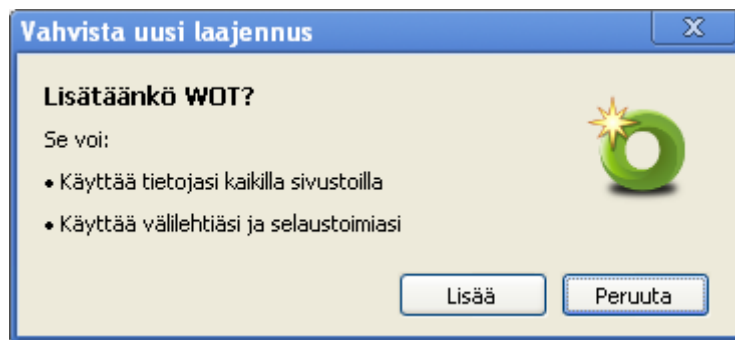 Vahvista uusi laajennus
Lisätäänkö WOT?
Se voi:
• Käyttää tietojasi kaikilla sivustoilla
• Käyttää välilehtiäsi ja selaustoimiasi
Lisää Peruuta